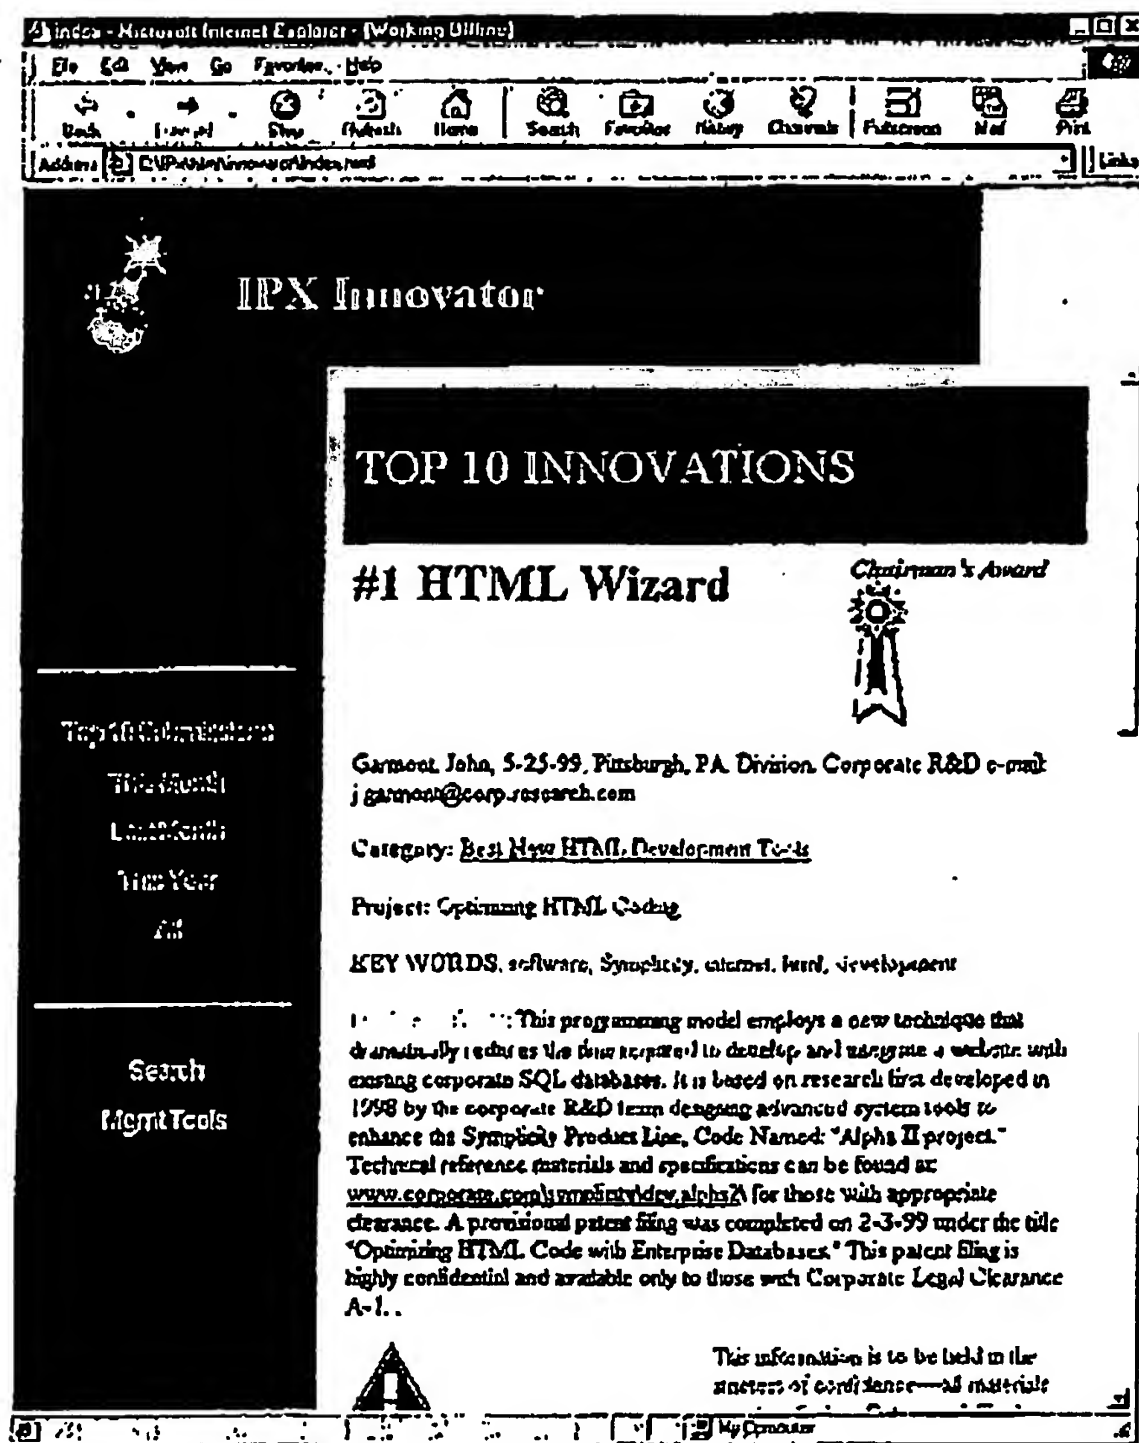 index - Microsoft Internet Explorer - [Working Offline]
File Edit View Go Favorites Help
Back Forward Stop Refresh Home Search Favorites History Channels Fullscreen Mail Print
Address Links
IPX Innovator
TOP 10 INNOVATIONS
#1 HTML Wizard
Chairman's Award
Top 10 Submissions
This Month
Last Month
This Year
All
Search
Mgmt Tools
Garmont, John, 5-25-99, Pittsburgh, PA. Division Corporate R&D e-mail:
jgarmont@corp.research.com
Category: Best New HTML Development Tools
Project: Optimizing HTML Coding
KEY WORDS, software, Symplicity, internet, html, development
: This programming model employs a new technique that
dramatically reduces the time required to develop and integrate a website with
existing corporate SQL databases. It is based on research first developed in
1998 by the corporate R&D team designing advanced system tools to
enhance the Symplicity Product Line, Code Named: "Alpha II project."
Technical reference materials and specifications can be found at:
for those with appropriate
clearance. A provisional patent filing was completed on 2-3-99 under the title
"Optimizing HTML Code with Enterprise Databases." This patent filing is
highly confidential and available only to those with Corporate Legal Clearance
A-1..
This information is to be held in the
of confidence—all materials
My Computer